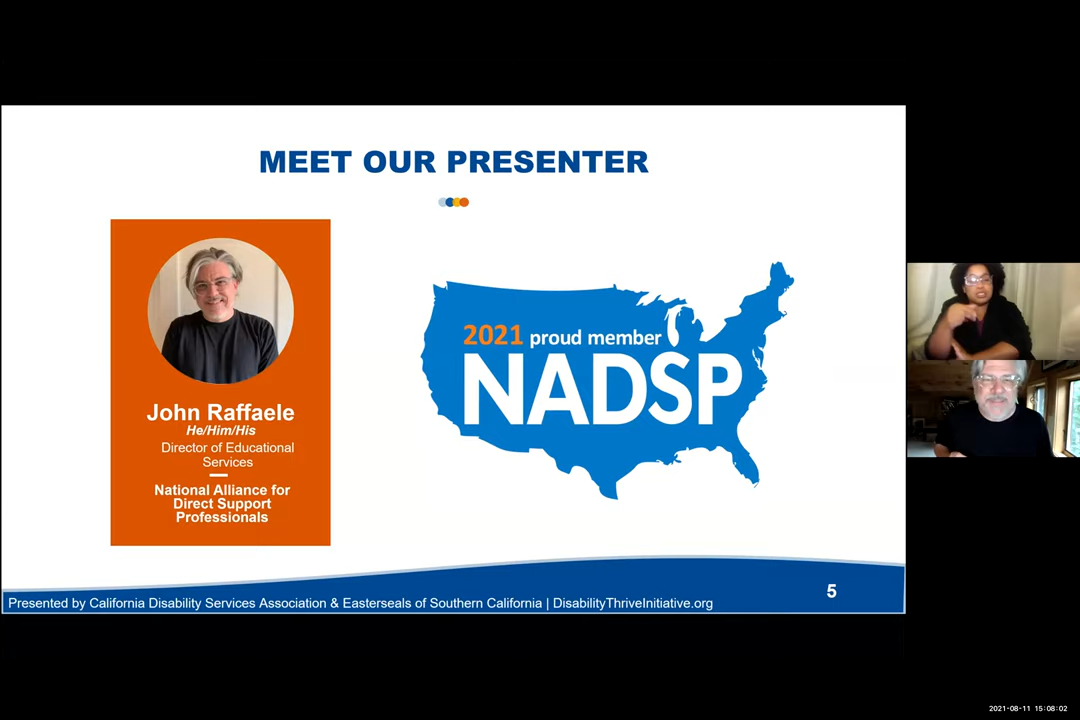 MEET OUR PRESENTER
John Raffaele
He/Him/His
Director of Educational
Services
National Alliance for
Direct Support
Professionals
2021 proud member
NADSP
Presented by California Disability Services Association & Easterseals of Southern California | DisabilityThriveInitiative.org
5
2021-08-11 15:08:02